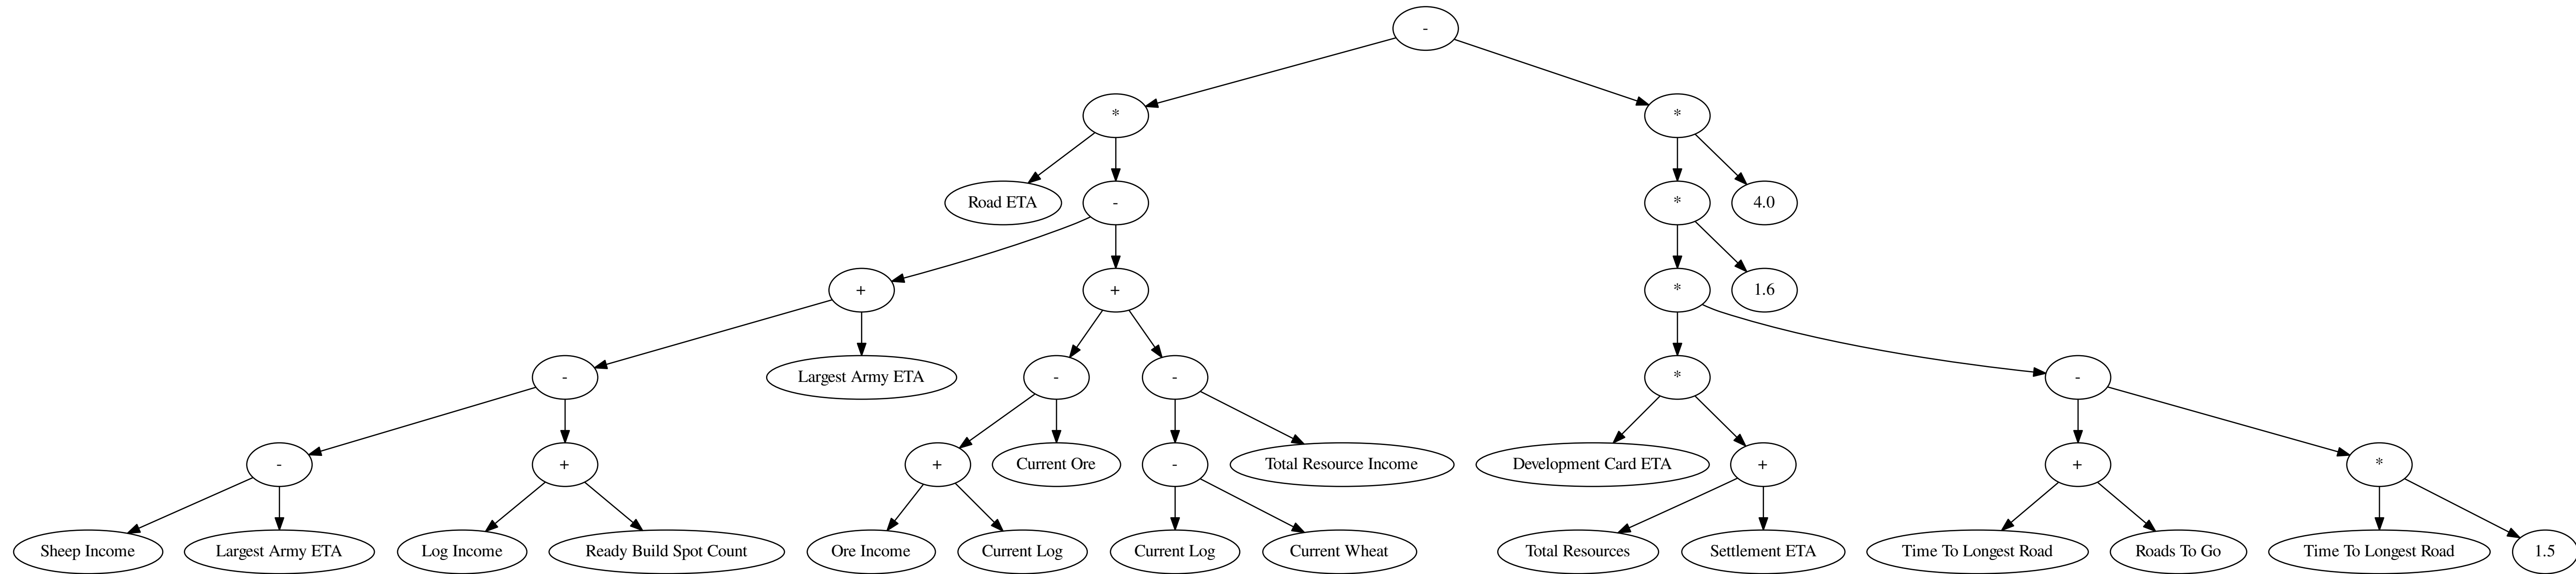 -
* *
Road ETA - * 4.0
+ + * 1.6
- Largest Army ETA - - * -
- + + Current Ore - Total Resource Income Development Card ETA + + *
Sheep Income Largest Army ETA Log Income Ready Build Spot Count Ore Income Current Log Current Log Current Wheat Total Resources Settlement ETA Time To Longest Road Roads To Go Time To Longest Road 1.5